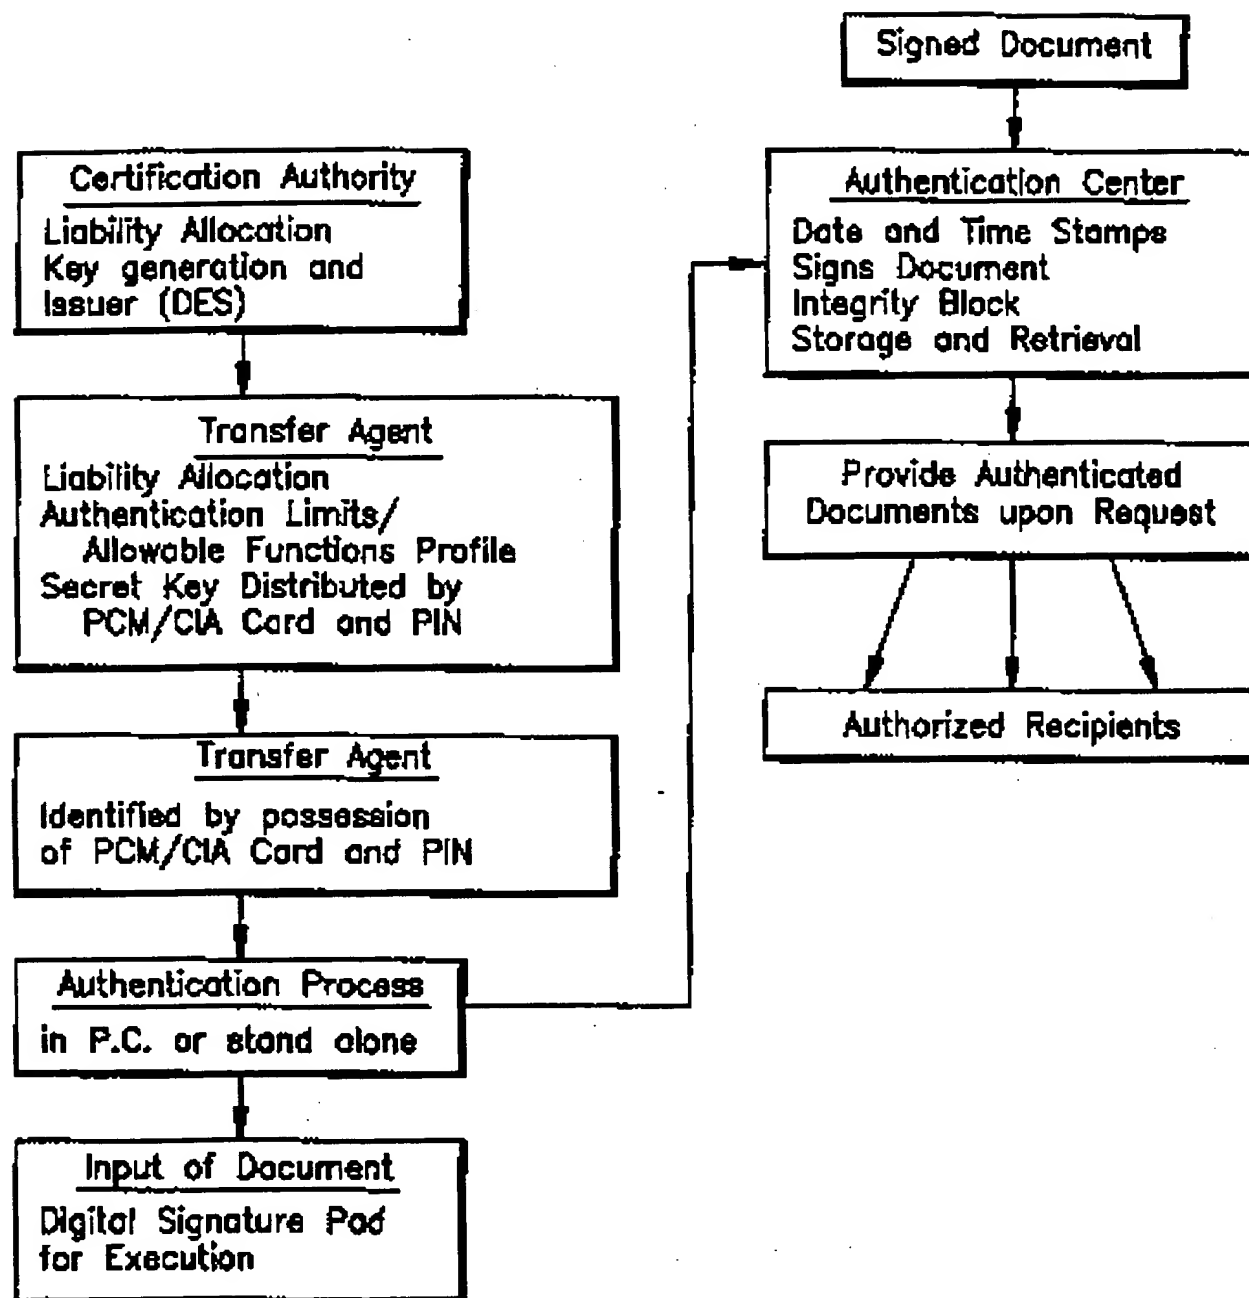 Certification Authority
Liability Allocation
Key generation and
Issuer (DES)
Transfer Agent
Liability Allocation
Authentication Limits/
Allowable Functions Profile
Secret Key Distributed by
PCM/CIA Card and PIN
Transfer Agent
Identified by possession
of PCM/CIA Card and PIN
Authentication Process
in P.C. or stand alone
Input of Document
Digital Signature Pad
for Execution
Signed Document
Authentication Center
Date and Time Stamps
Signs Document
Integrity Block
Storage and Retrieval
Provide Authenticated
Documents upon Request
Authorized Recipients